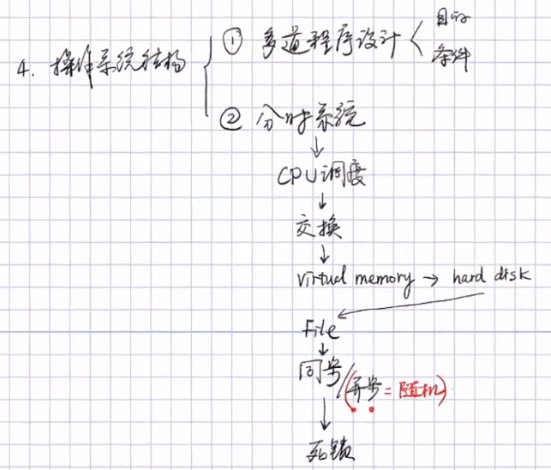 4. 操作系统结构
① 多道程序设计
目的
条件
② 分时系统
CPU调度
交换
virtual memory → hard disk
File
同步/(异步=随机)
死锁